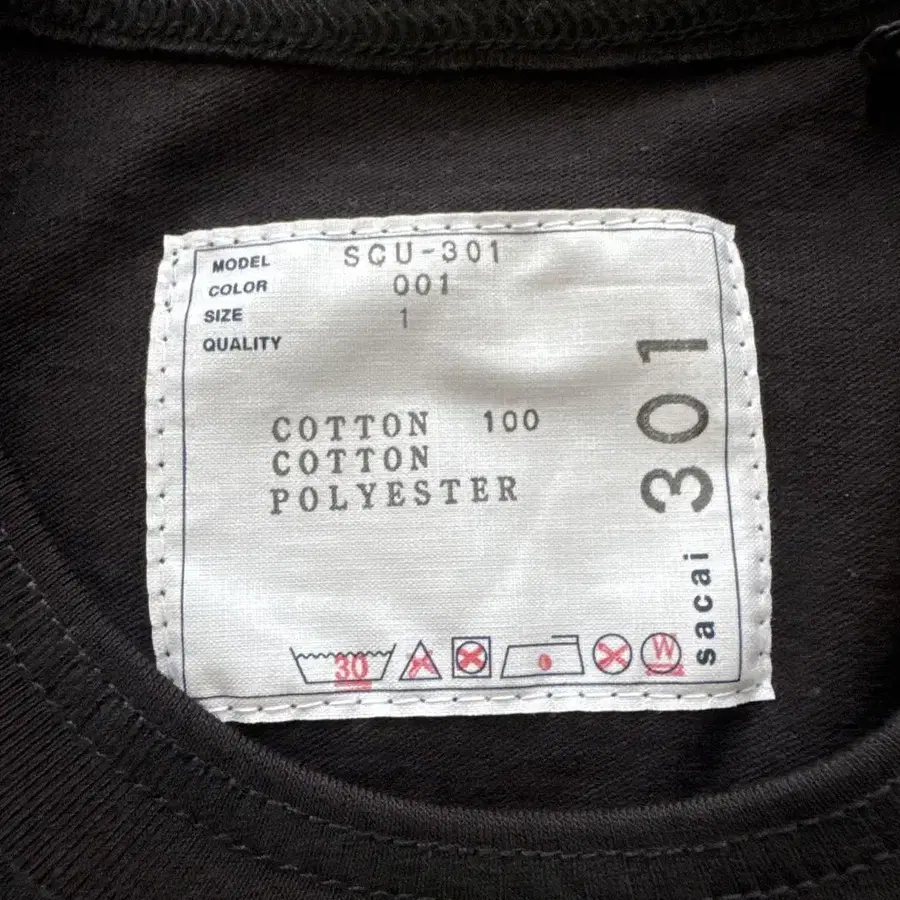 MODEL SCU-301
COLOR 001
SIZE 1
QUALITY
COTTON 100
COTTON
POLYESTER
sacai 301
30
W